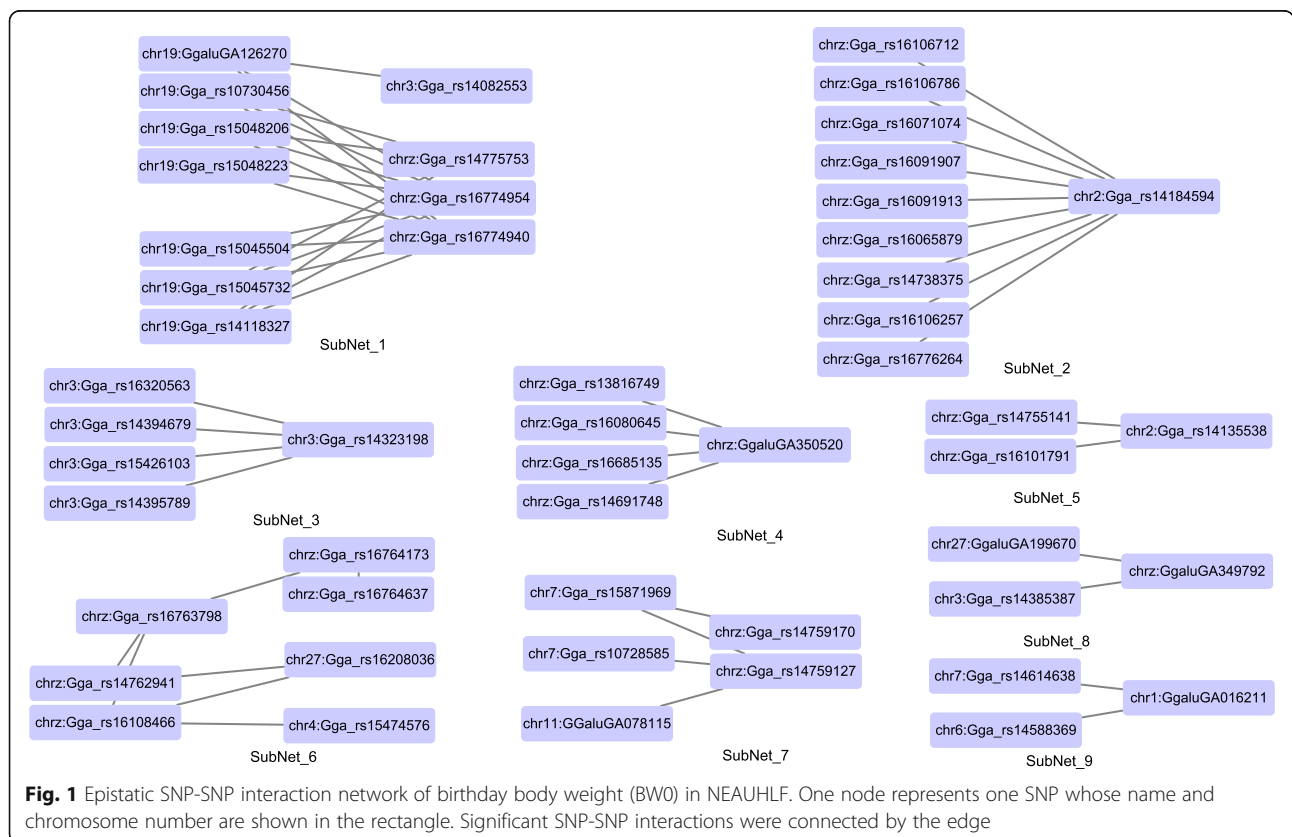 chr19:GgaluGA126270
chr3:Gga_rs14082553
chr19:Gga_rs10730456
chr19:Gga_rs15048206
chr19:Gga_rs15048223
chrz:Gga_rs14775753
chrz:Gga_rs16774954
chrz:Gga_rs16774940
chr19:Gga_rs15045504
chr19:Gga_rs15045732
chr19:Gga_rs14118327
SubNet_1
chrz:Gga_rs16106712
chrz:Gga_rs16106786
chrz:Gga_rs16071074
chrz:Gga_rs16091907
chrz:Gga_rs16091913
chrz:Gga_rs16065879
chrz:Gga_rs14738375
chrz:Gga_rs16106257
chrz:Gga_rs16776264
chr2:Gga_rs14184594
SubNet_2
chr3:Gga_rs16320563
chr3:Gga_rs14394679
chr3:Gga_rs15426103
chr3:Gga_rs14395789
chr3:Gga_rs14323198
SubNet_3
chrz:Gga_rs13816749
chrz:Gga_rs16080645
chrz:Gga_rs16685135
chrz:Gga_rs14691748
chrz:GgaluGA350520
SubNet_4
chrz:Gga_rs14755141
chrz:Gga_rs16101791
chr2:Gga_rs14135538
SubNet_5
chrz:Gga_rs16764173
chrz:Gga_rs16764637
chrz:Gga_rs16763798
chr27:Gga_rs16208036
chrz:Gga_rs14762941
chrz:Gga_rs16108466
chr4:Gga_rs15474576
SubNet_6
chr7:Gga_rs15871969
chr7:Gga_rs10728585
chr11:GGaluGA078115
chrz:Gga_rs14759170
chrz:Gga_rs14759127
SubNet_7
chr27:GgaluGA199670
chr3:Gga_rs14385387
chrz:GgaluGA349792
SubNet_8
chr7:Gga_rs14614638
chr6:Gga_rs14588369
chr1:GgaluGA016211
SubNet_9
Fig. 1 Epistatic SNP-SNP interaction network of birthday body weight (BW0) in NEAUHLF. One node represents one SNP whose name and
chromosome number are shown in the rectangle. Significant SNP-SNP interactions were connected by the edge